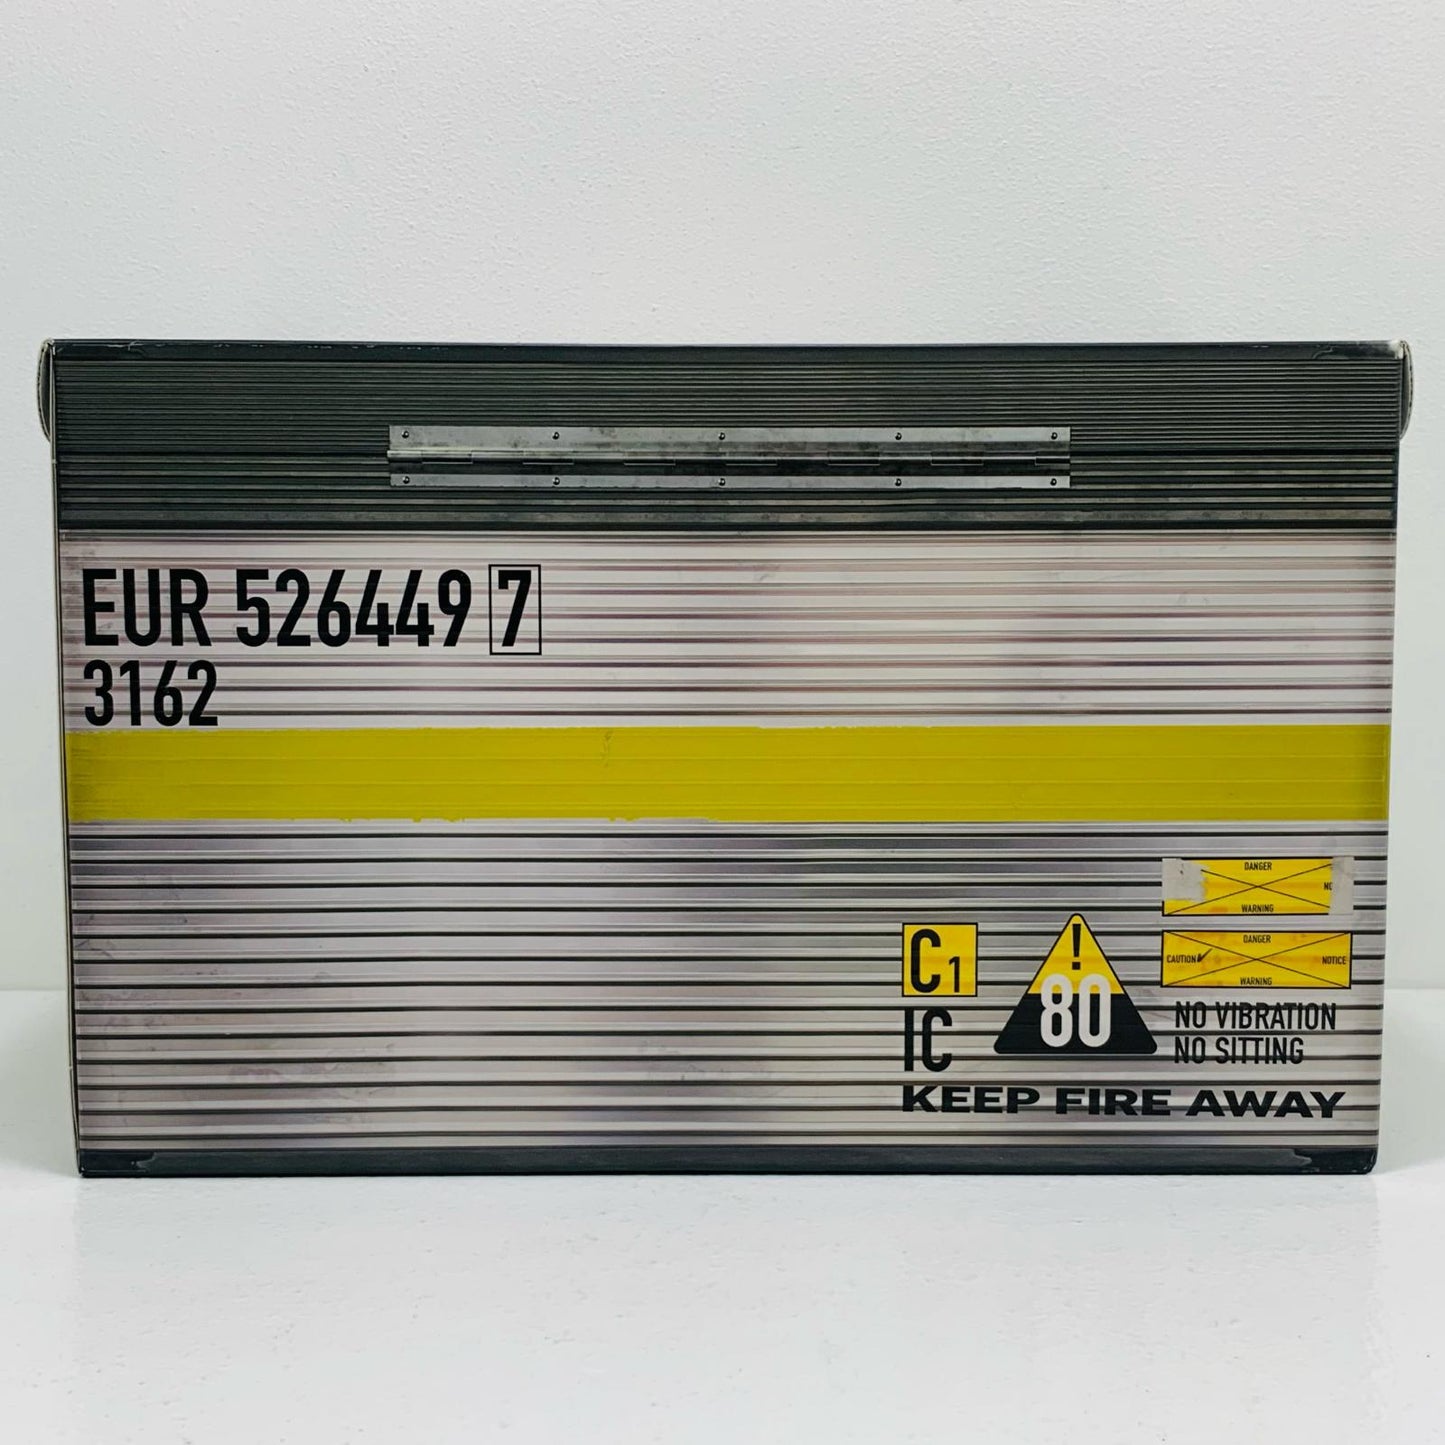 EUR 526449 7
3162
DANGER
NO
WARNING
DANGER
CAUTION NOTICE
WARNING
C1
!
80
IC
NO VIBRATION
NO SITTING
KEEP FIRE AWAY